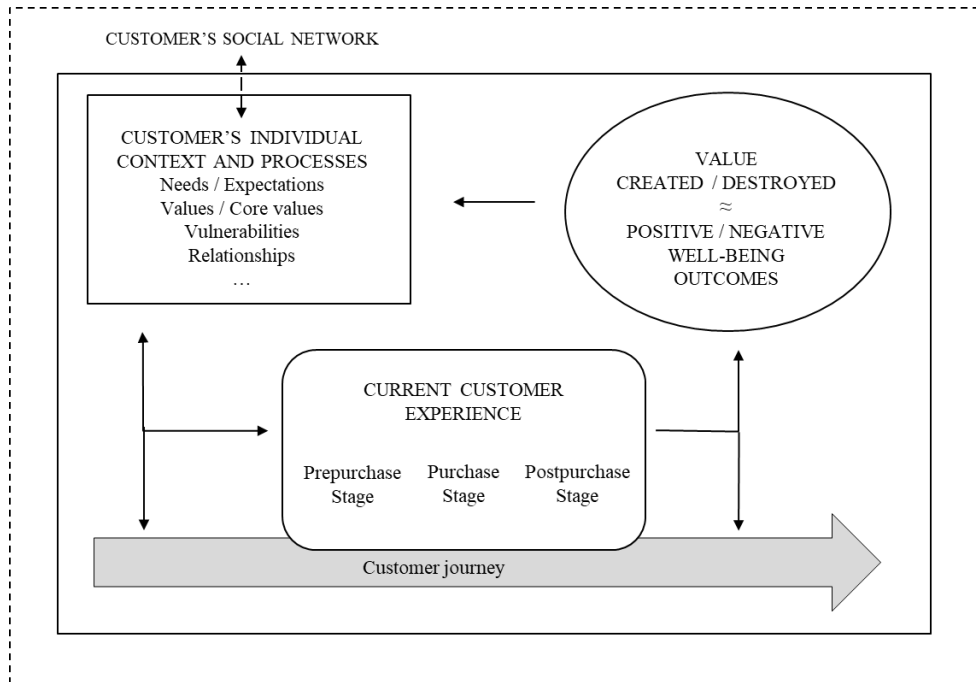 CUSTOMER’S SOCIAL NETWORK
CUSTOMER’S INDIVIDUAL
CONTEXT AND PROCESSES
Needs / Expectations
Values / Core values
Vulnerabilities
Relationships
…
VALUE
CREATED / DESTROYED
≈
POSITIVE / NEGATIVE
WELL-BEING
OUTCOMES
CURRENT CUSTOMER
EXPERIENCE
Prepurchase
Stage
Purchase
Stage
Postpurchase
Stage
Customer journey